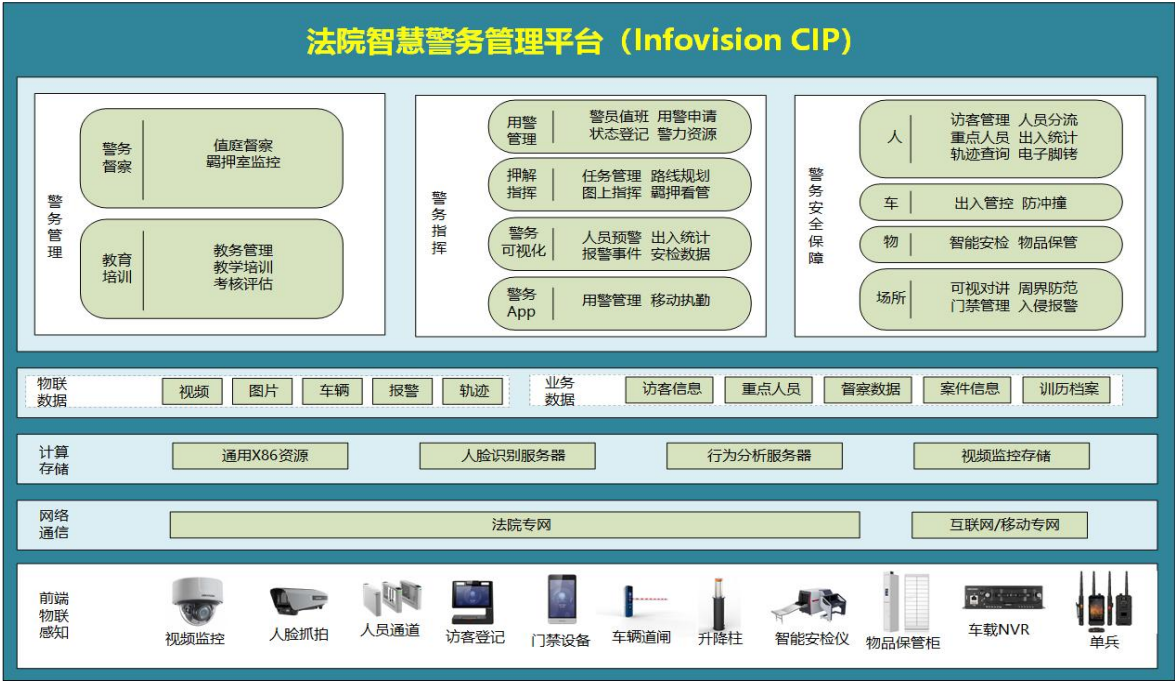 法院智慧警务管理平台（Infovision CIP）
警务管理
警务
督察
值庭督察
羁押室监控
教育
培训
教务管理
教学培训
考核评估
警务指挥
用警
管理
警员值班 用警申请
状态登记 警力资源
押解
指挥
任务管理 路线规划
图上指挥 羁押看管
警务
可视化
人员预警 出入统计
报警事件 安检数据
警务
App
用警管理 移动执勤
警务安全保障
人
访客管理 人员分流
重点人员 出入统计
轨迹查询 电子脚铐
车
出入管控 防冲撞
物
智能安检 物品保管
场所
可视对讲 周界防范
门禁管理 入侵报警
物联
数据
视频
图片
车辆
报警
轨迹
业务
数据
访客信息
重点人员
督察数据
案件信息
训历档案
计算
存储
通用X86资源
人脸识别服务器
行为分析服务器
视频监控存储
网络
通信
法院专网
互联网/移动专网
前端
物联
感知
视频监控
人脸抓拍
人员通道
访客登记
门禁设备
车辆道闸
升降柱
智能安检仪
物品保管柜
车载NVR
单兵